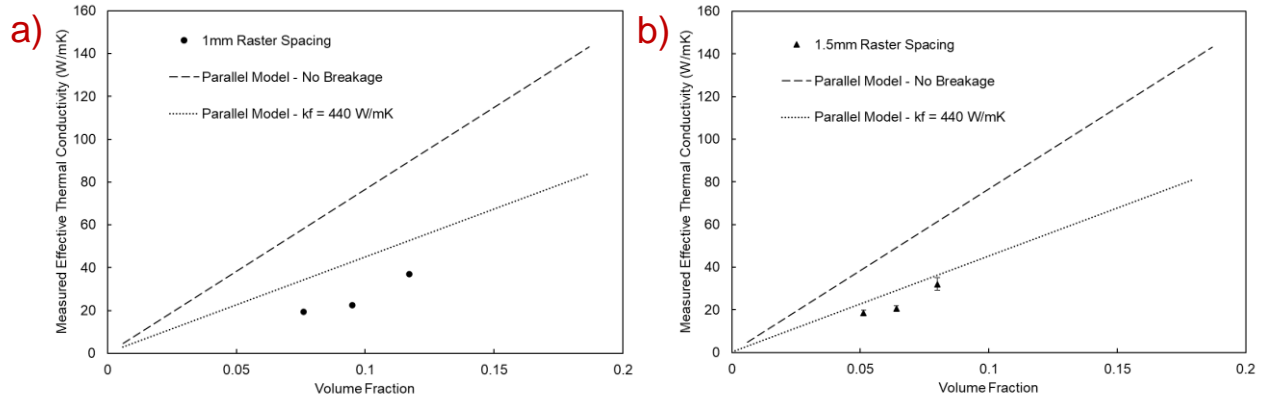 a)
Measured Effective Thermal Conductivity (W/mK)
160
140
120
100
80
60
40
20
0
1mm Raster Spacing
Parallel Model - No Breakage
Parallel Model - kf = 440 W/mK
0
0.05
0.1
0.15
0.2
Volume Fraction
b)
Measured Effective Thermal Conductivity (W/mK)
160
140
120
100
80
60
40
20
0
1.5mm Raster Spacing
Parallel Model - No Breakage
Parallel Model - kf = 440 W/mK
0
0.05
0.1
0.15
0.2
Volume Fraction